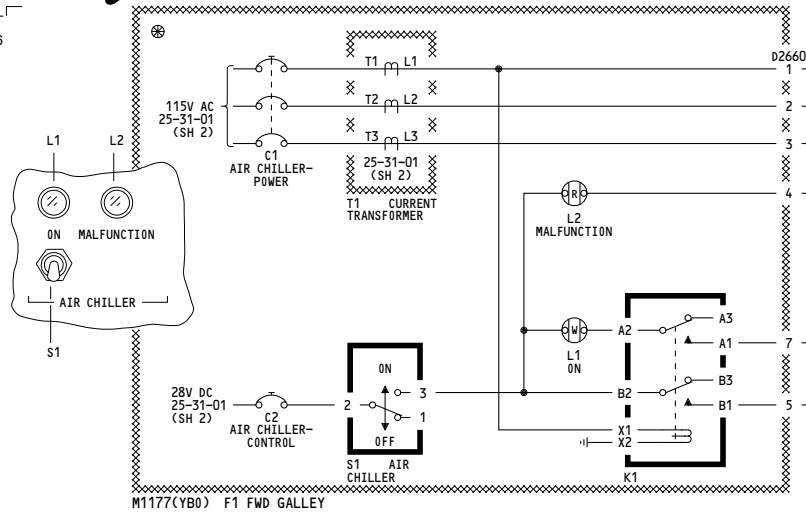 6
D2660
T1 L1
1
115V AC
25-31-01
(SH 2)
T2 L2
2
T3 L3
3
C1
AIR CHILLER-
POWER
25-31-01
(SH 2)
T1 CURRENT
TRANSFORMER
L1 L2
ON MALFUNCTION
AIR CHILLER
S1
R
4
L2
MALFUNCTION
W
L1
ON
A2
A3
A1
7
B2
B3
B1
5
X1
X2
K1
28V DC
25-31-01
(SH 2)
C2
AIR CHILLER-
CONTROL
ON
2
3
1
OFF
S1 AIR
CHILLER
M1177(YB0) F1 FWD GALLEY